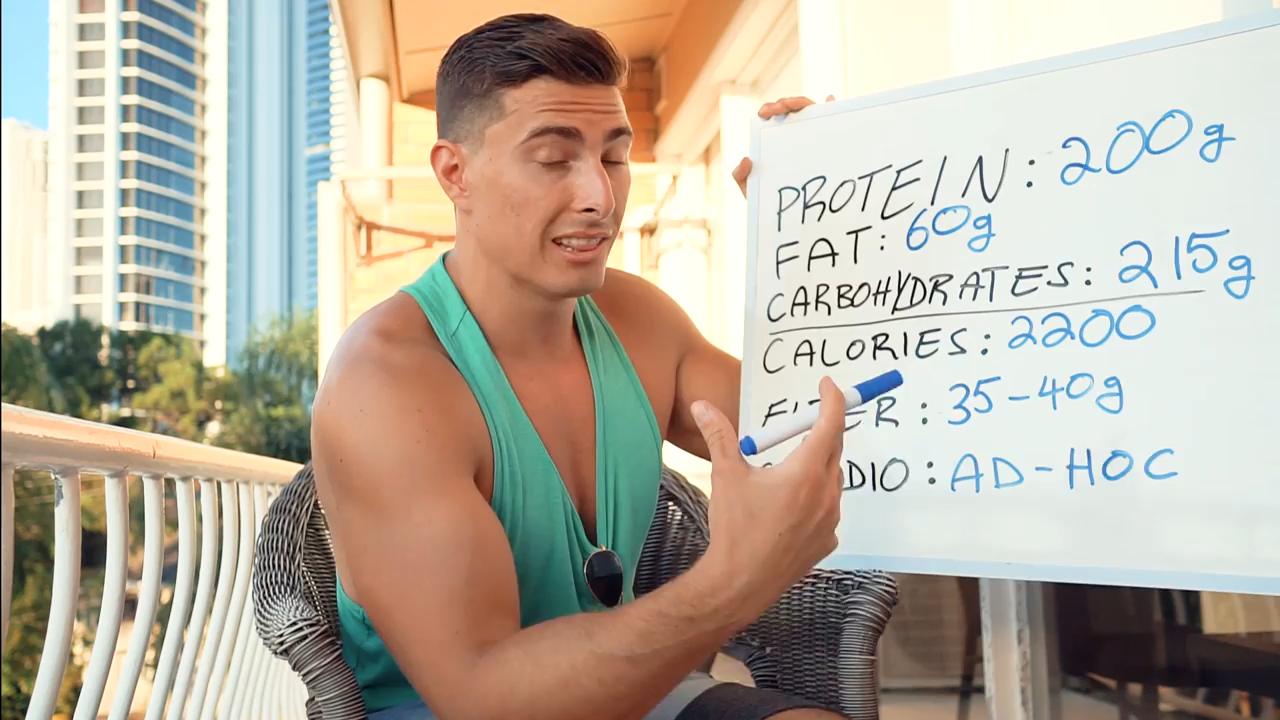 PROTEIN: 200g
FAT: 60g
CARBOHYDRATES: 215g
CALORIES: 2200
: 35-40g
: AD-HOC